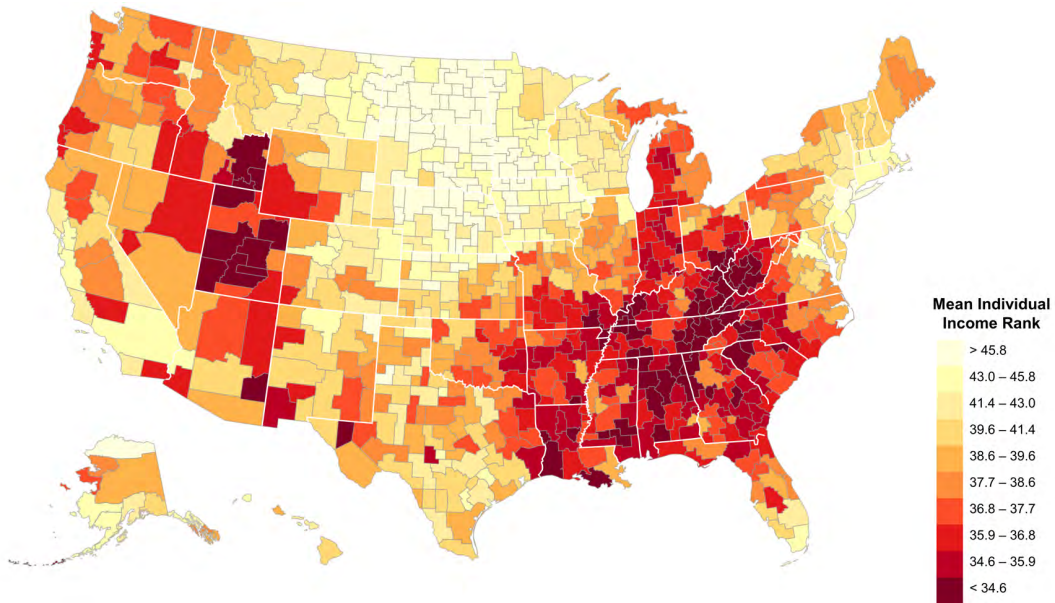 Mean Individual
Income Rank
> 45.8
43.0 – 45.8
41.4 – 43.0
39.6 – 41.4
38.6 – 39.6
37.7 – 38.6
36.8 – 37.7
35.9 – 36.8
34.6 – 35.9
< 34.6